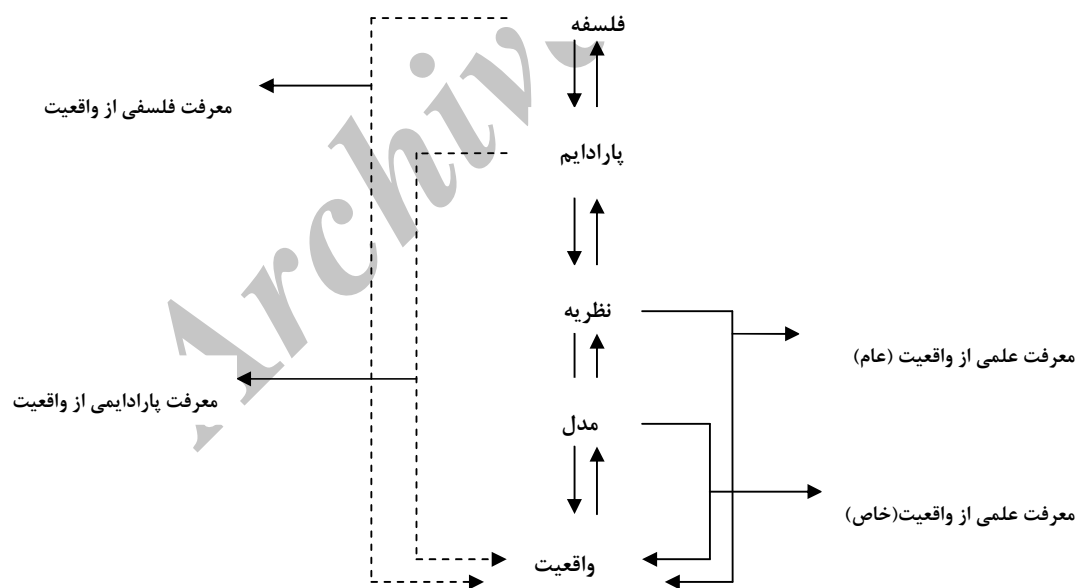 فلسفه
معرفت فلسفی از واقعیت
پارادایم
نظریه
معرفت علمی از واقعیت (عام)
معرفت پارادایمی از واقعیت
مدل
معرفت علمی از واقعیت(خاص)
واقعیت
Archive